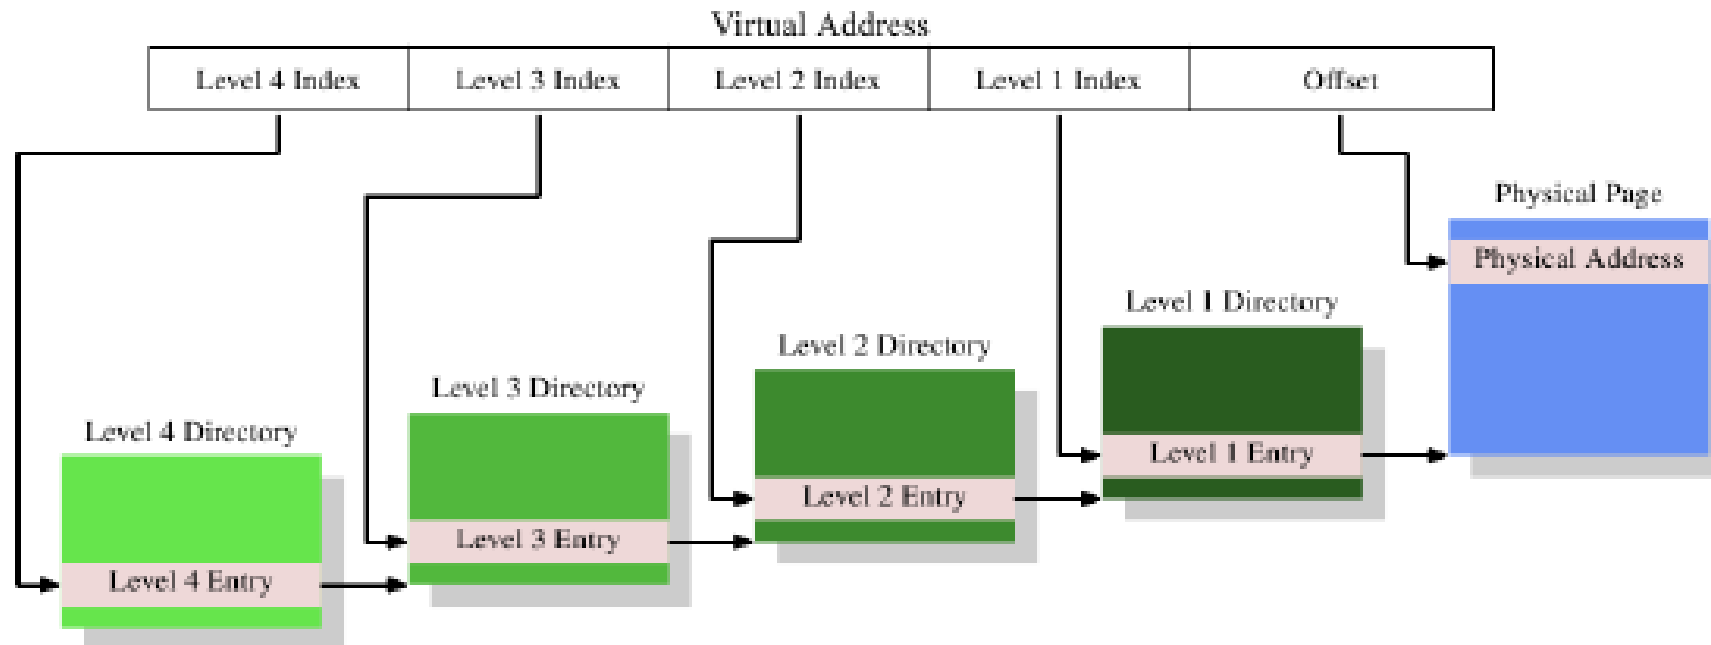 Virtual Address
Level 4 Index
Level 3 Index
Level 2 Index
Level 1 Index
Offset
Physical Page
Physical Address
Level 1 Directory
Level 1 Entry
Level 2 Directory
Level 2 Entry
Level 3 Directory
Level 3 Entry
Level 4 Directory
Level 4 Entry